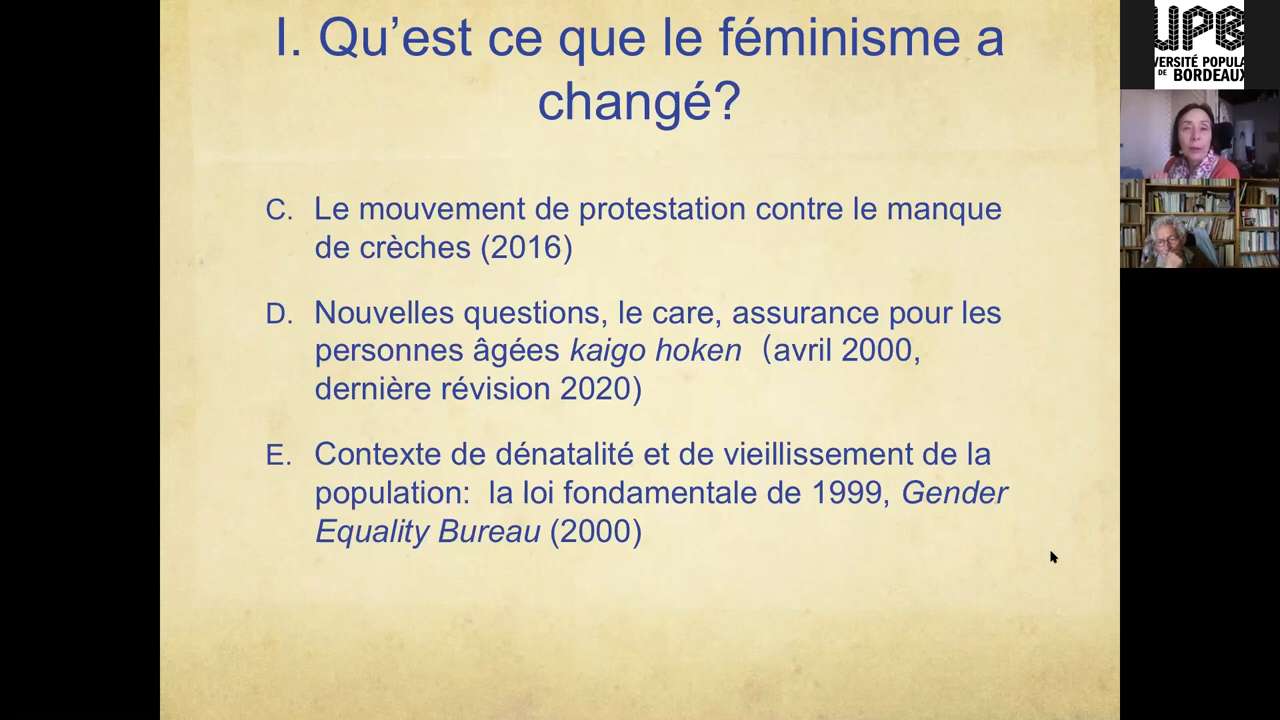 I. Qu’est ce que le féminisme a
changé?
C. Le mouvement de protestation contre le manque
de crèches (2016)
D. Nouvelles questions, le care, assurance pour les
personnes âgées kaigo hoken（avril 2000,
dernière révision 2020)
E. Contexte de dénatalité et de vieillissement de la
population:  la loi fondamentale de 1999, Gender
Equality Bureau (2000)
UPB
VERSITÉ POPULA
DE BORDEAUX